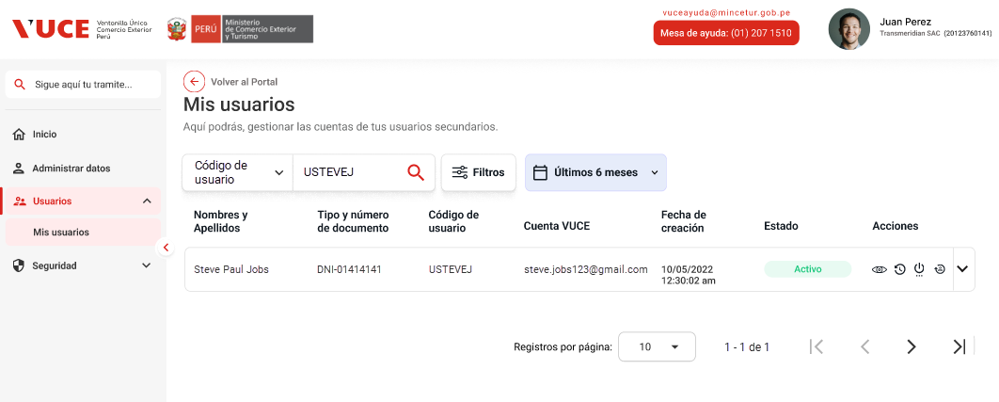 VUCE
Ventanilla Única
Comercio Exterior
Perú
PERÚ
Ministerio
de Comercio Exterior
y Turismo
vuceayuda@mincetur.gob.pe
Mesa de ayuda: (01) 207 1510
Juan Perez
Transmeridian SAC (20123760141)
Sigue aquí tu tramite...
Inicio
Administrar datos
Usuarios
Mis usuarios
Seguridad
Volver al Portal
Mis usuarios
Aquí podrás, gestionar las cuentas de tus usuarios secundarios.
Código de
usuario
USTEVEJ
Filtros
Últimos 6 meses
Nombres y
Apellidos
Tipo y número
de documento
Código de
usuario
Cuenta VUCE
Fecha de
creación
Estado
Acciones
Steve Paul Jobs
DNI-01414141
USTEVEJ
steve.jobs123@gmail.com
10/05/2022
12:30:02 am
Activo
Registros por página:
10
1 - 1 de 1